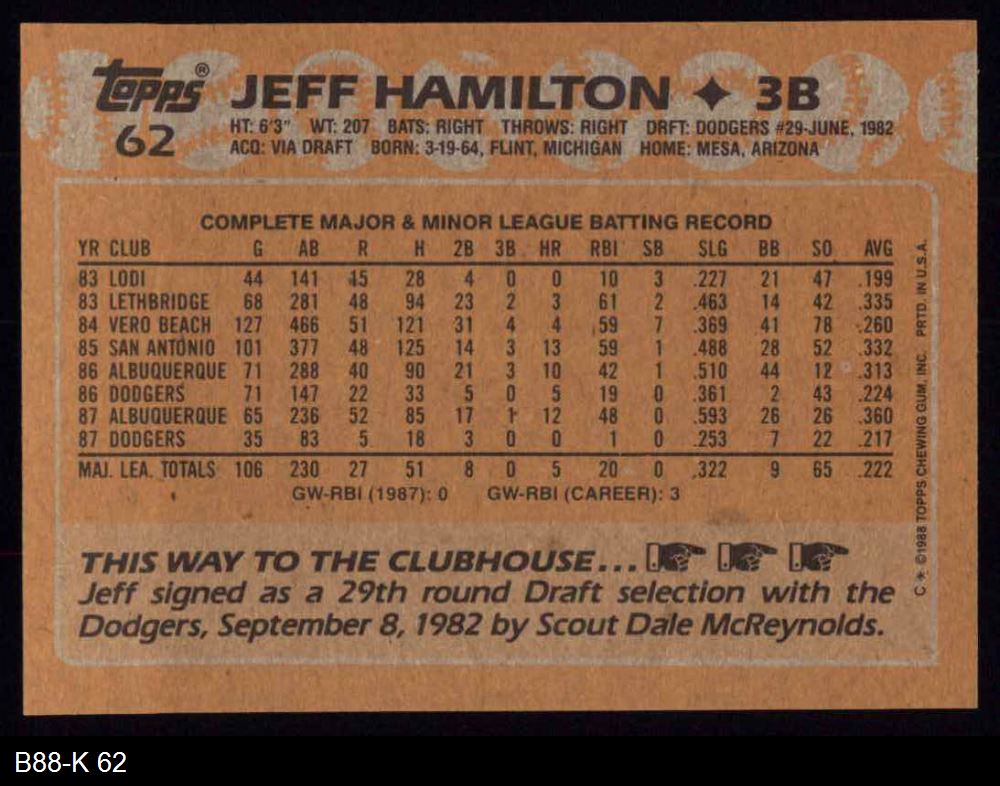 topps® JEFF HAMILTON ✦ 3B
62
HT: 6'3" WT: 207 BATS: RIGHT THROWS: RIGHT DRFT: DODGERS #29-JUNE, 1982
ACQ: VIA DRAFT BORN: 3-19-64, FLINT, MICHIGAN HOME: MESA, ARIZONA
COMPLETE MAJOR & MINOR LEAGUE BATTING RECORD
YR CLUB G AB R H 2B 3B HR RBI SB SLG BB SO AVG
83 LODI 44 141 15 28 4 0 0 10 3 .227 21 47 .199
83 LETHBRIDGE 68 281 48 94 23 2 3 61 2 .463 14 42 .335
84 VERO BEACH 127 466 51 121 31 4 4 59 7 .369 41 78 .260
85 SAN ANTONIO 101 377 48 125 14 3 13 59 1 .488 28 52 .332
86 ALBUQUERQUE 71 288 40 90 21 3 10 42 1 .510 44 12 .313
86 DODGERS 71 147 22 33 5 0 5 19 0 .361 2 43 .224
87 ALBUQUERQUE 65 236 52 85 17 1 12 48 0 .593 26 26 .360
87 DODGERS 35 83 5 18 3 0 0 1 0 .253 7 22 .217
MAJ. LEA. TOTALS 106 230 27 51 8 0 5 20 0 .322 9 65 .222
GW-RBI (1987): 0 GW-RBI (CAREER): 3
THIS WAY TO THE CLUBHOUSE...
Jeff signed as a 29th round Draft selection with the
Dodgers, September 8, 1982 by Scout Dale McReynolds.
C * ©1988 TOPPS CHEWING GUM, INC. PRTD. IN U.S.A.
B88-K 62